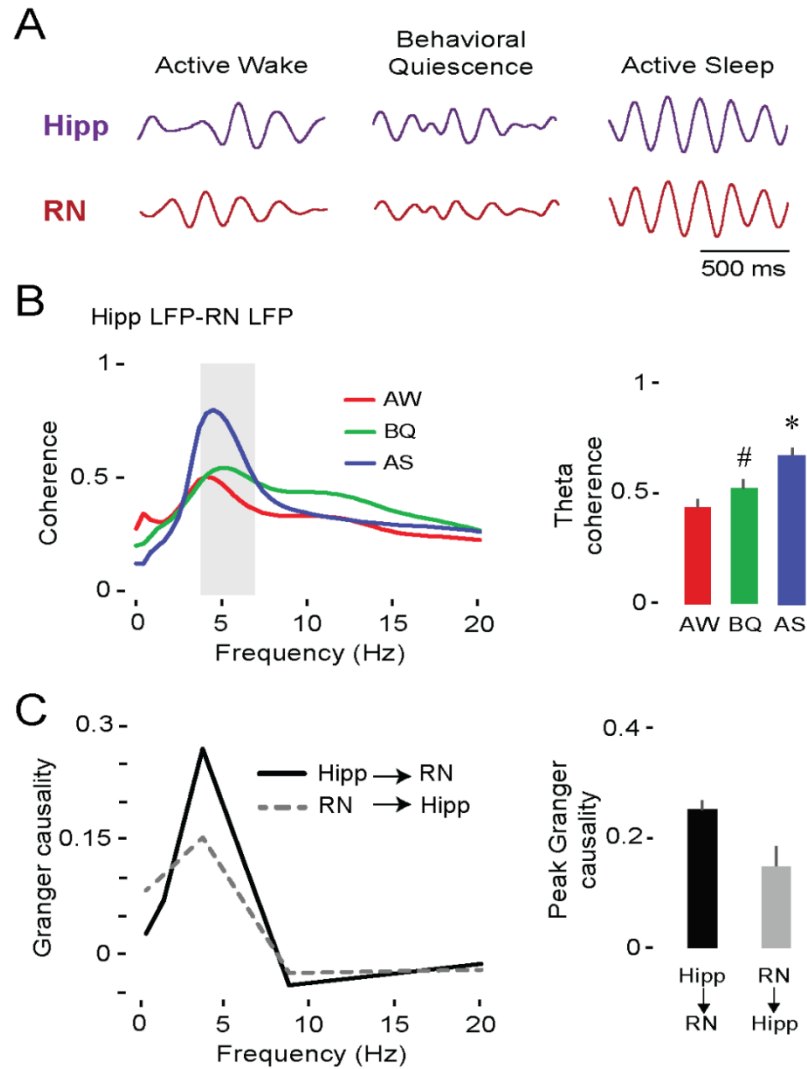 A
Active Wake
Behavioral
Quiescence
Active Sleep
Hipp
RN
500 ms
B
Hipp LFP-RN LFP
Coherence
1
0.5
0
AW
BQ
AS
0
5
10
15
20
Frequency (Hz)
Theta
coherence
1
0.5
0
#
*
AW
BQ
AS
C
Granger causality
0.3
0.15
0
Hipp → RN
RN → Hipp
0
5
10
15
20
Frequency (Hz)
Peak Granger
causality
0.4
0.2
0
Hipp
↓
RN
RN
↓
Hipp